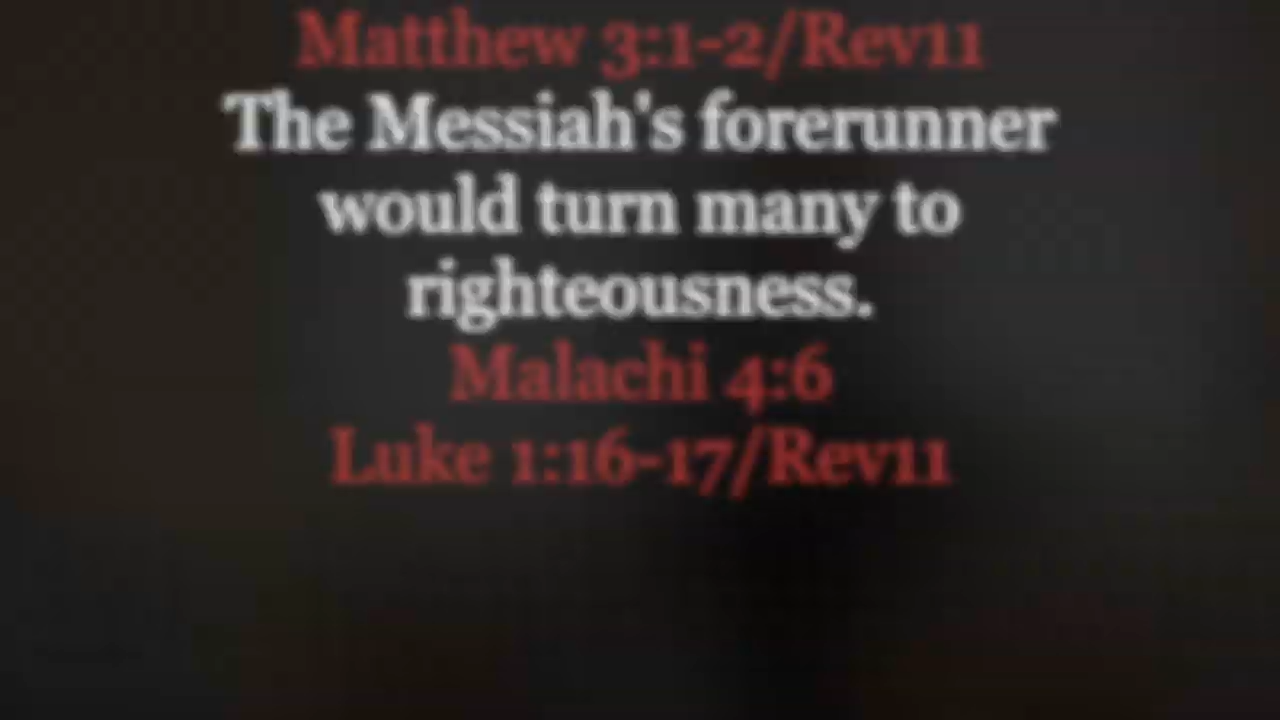 Matthew 3:1-2/Rev11
The Messiah's forerunner
would turn many to
righteousness.
Malachi 4:6
Luke 1:16-17/Rev11